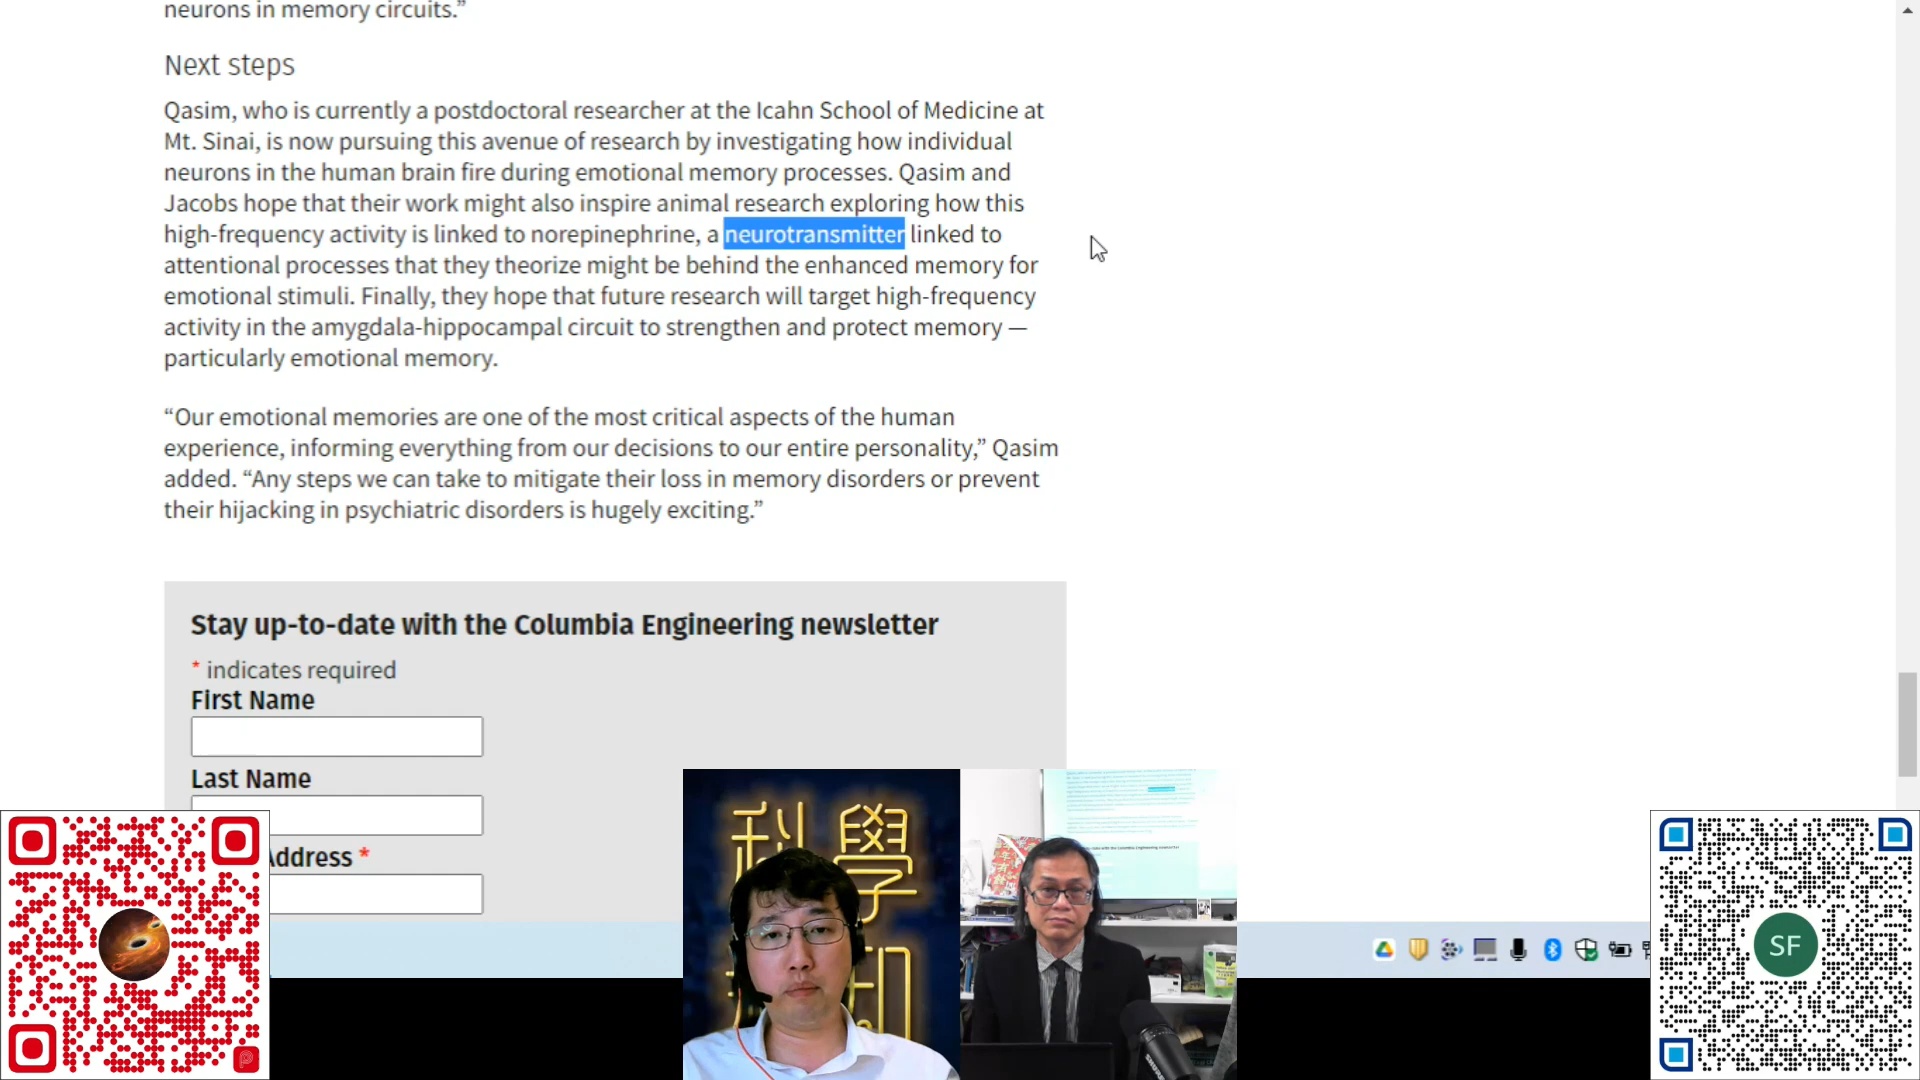 neurons in memory circuits.”
Next steps
Qasim, who is currently a postdoctoral researcher at the Icahn School of Medicine at
Mt. Sinai, is now pursuing this avenue of research by investigating how individual
neurons in the human brain fire during emotional memory processes. Qasim and
Jacobs hope that their work might also inspire animal research exploring how this
high-frequency activity is linked to norepinephrine, a neurotransmitter linked to
attentional processes that they theorize might be behind the enhanced memory for
emotional stimuli. Finally, they hope that future research will target high-frequency
activity in the amygdala-hippocampal circuit to strengthen and protect memory —
particularly emotional memory.
“Our emotional memories are one of the most critical aspects of the human
experience, informing everything from our decisions to our entire personality,” Qasim
added. “Any steps we can take to mitigate their loss in memory disorders or prevent
their hijacking in psychiatric disorders is hugely exciting.”
Stay up-to-date with the Columbia Engineering newsletter
* indicates required
First Name
Last Name
Address *
科學
SF